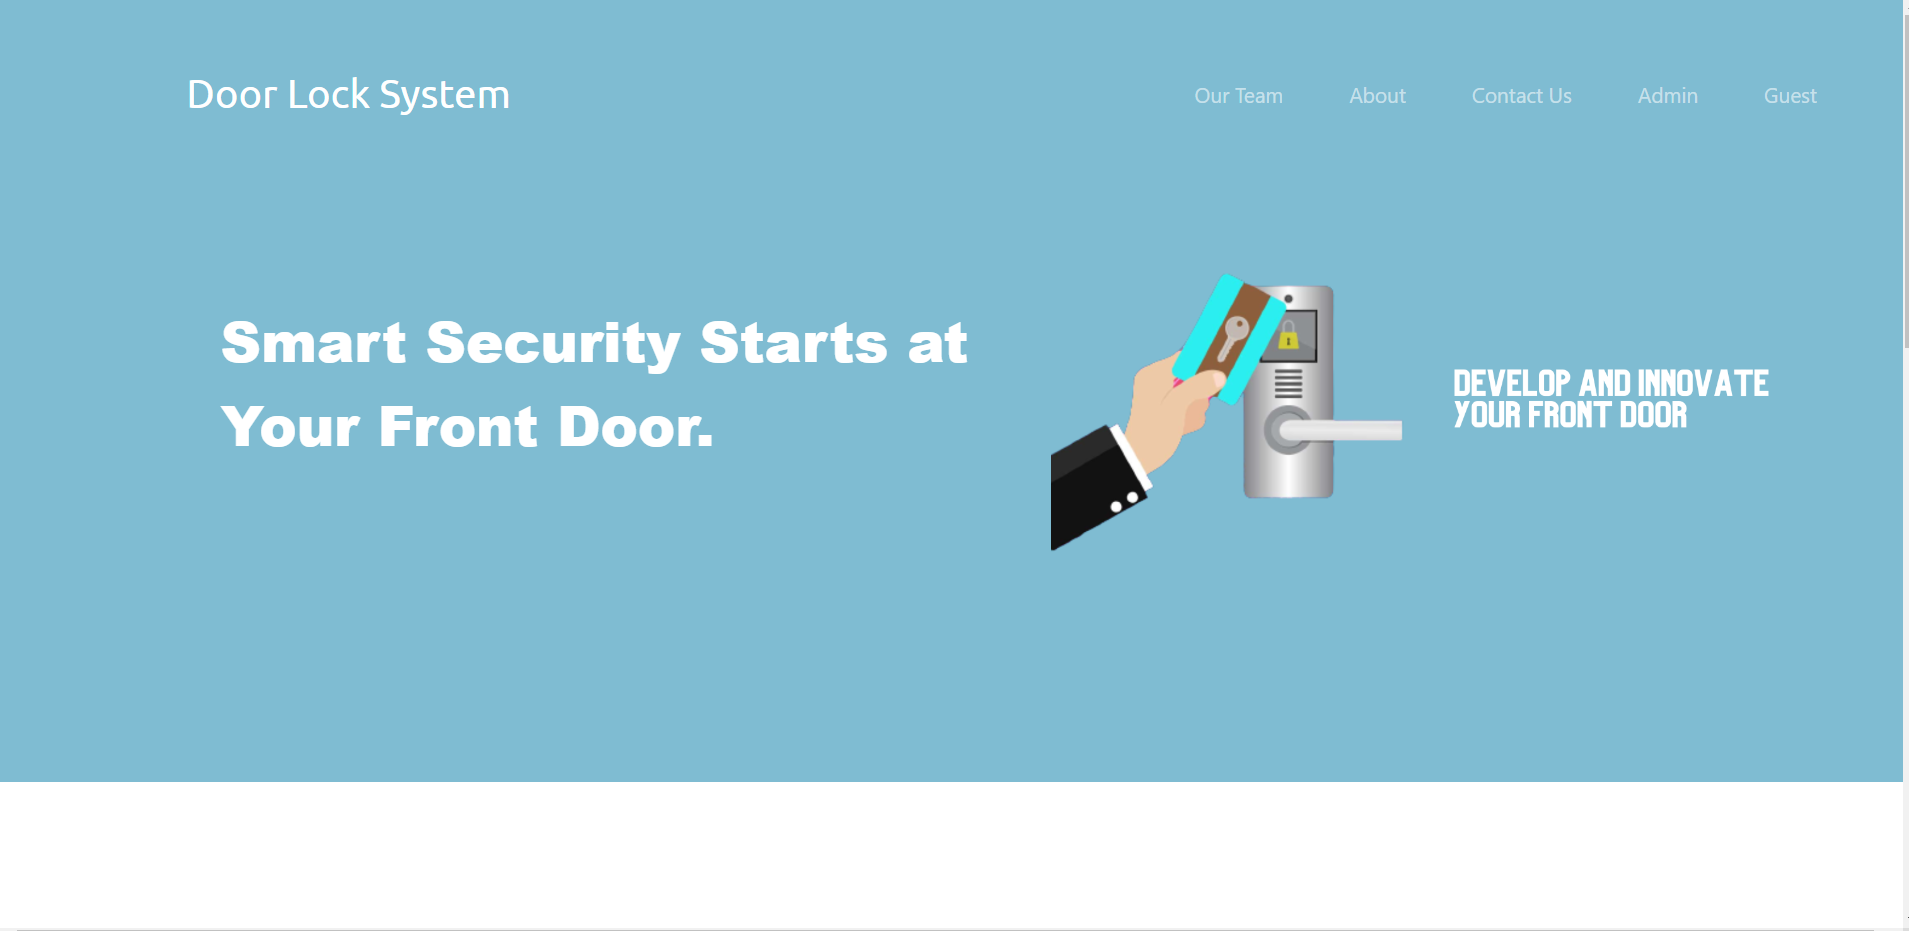 Door Lock System
Our Team About Contact Us Admin Guest
Smart Security Starts at
Your Front Door.
DEVELOP AND INNOVATE
YOUR FRONT DOOR